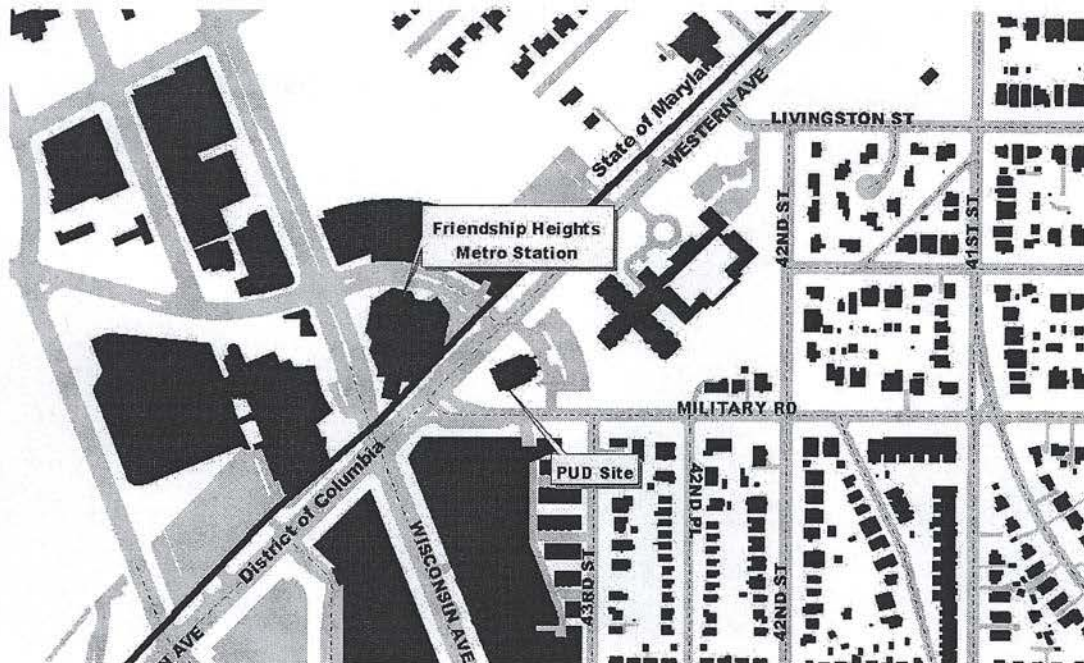 State of Marylan
WESTERN AVE
LIVINGSTON ST
Friendship Heights
Metro Station
42ND ST
41ST ST
MILITARY RD
PUD Site
District of Columbia
WISCONSIN AVE
43RD ST
42ND PL
42ND ST
N AVE